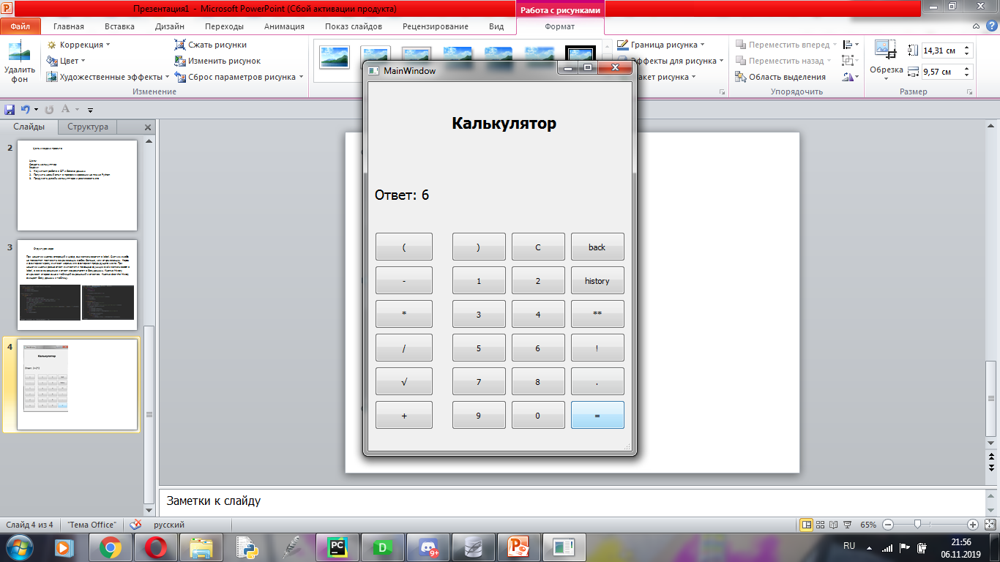 Презентация1 - Microsoft PowerPoint (Сбой активации продукта)
Работа с рисунками
Файл
Главная
Вставка
Дизайн
Переходы
Анимация
Показ слайдов
Рецензирование
Вид
Формат
Удалить
фон
Коррекция
Цвет
Художественные эффекты
Сжать рисунки
Изменить рисунок
Сброс параметров рисунка
Изменение
Граница рисунка
Эффекты для рисунка
Макет рисунка
Переместить вперед
Переместить назад
Область выделения
Упорядочить
Обрезка
14,31 см
9,57 см
Размер
Слайды
Структура
2
3
4
Калькулятор
MainWindow
Калькулятор
Ответ: 6
( ) C back
- 1 2 history
* 3 4 **
/ 5 6 !
√ 7 8 .
+ 9 0 =
Заметки к слайду
Слайд 4 из 4
"Тема Office"
русский
65%
PC
D
9+
RU
21:56
06.11.2019